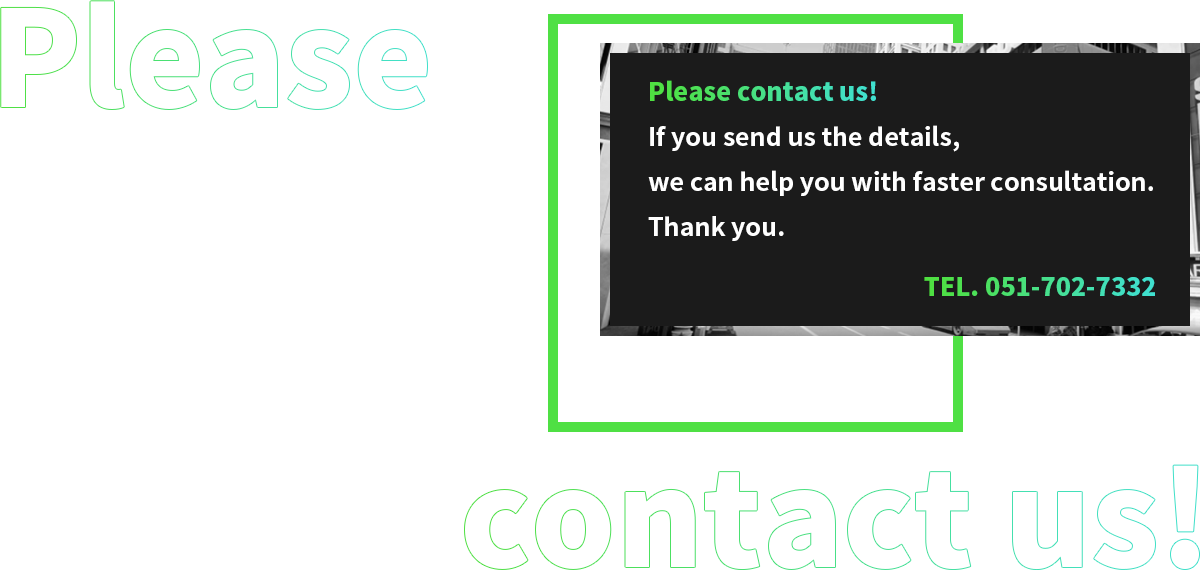 Please
Please contact us!
If you send us the details,
we can help you with faster consultation.
Thank you.
TEL. 051-702-7332
contact us!